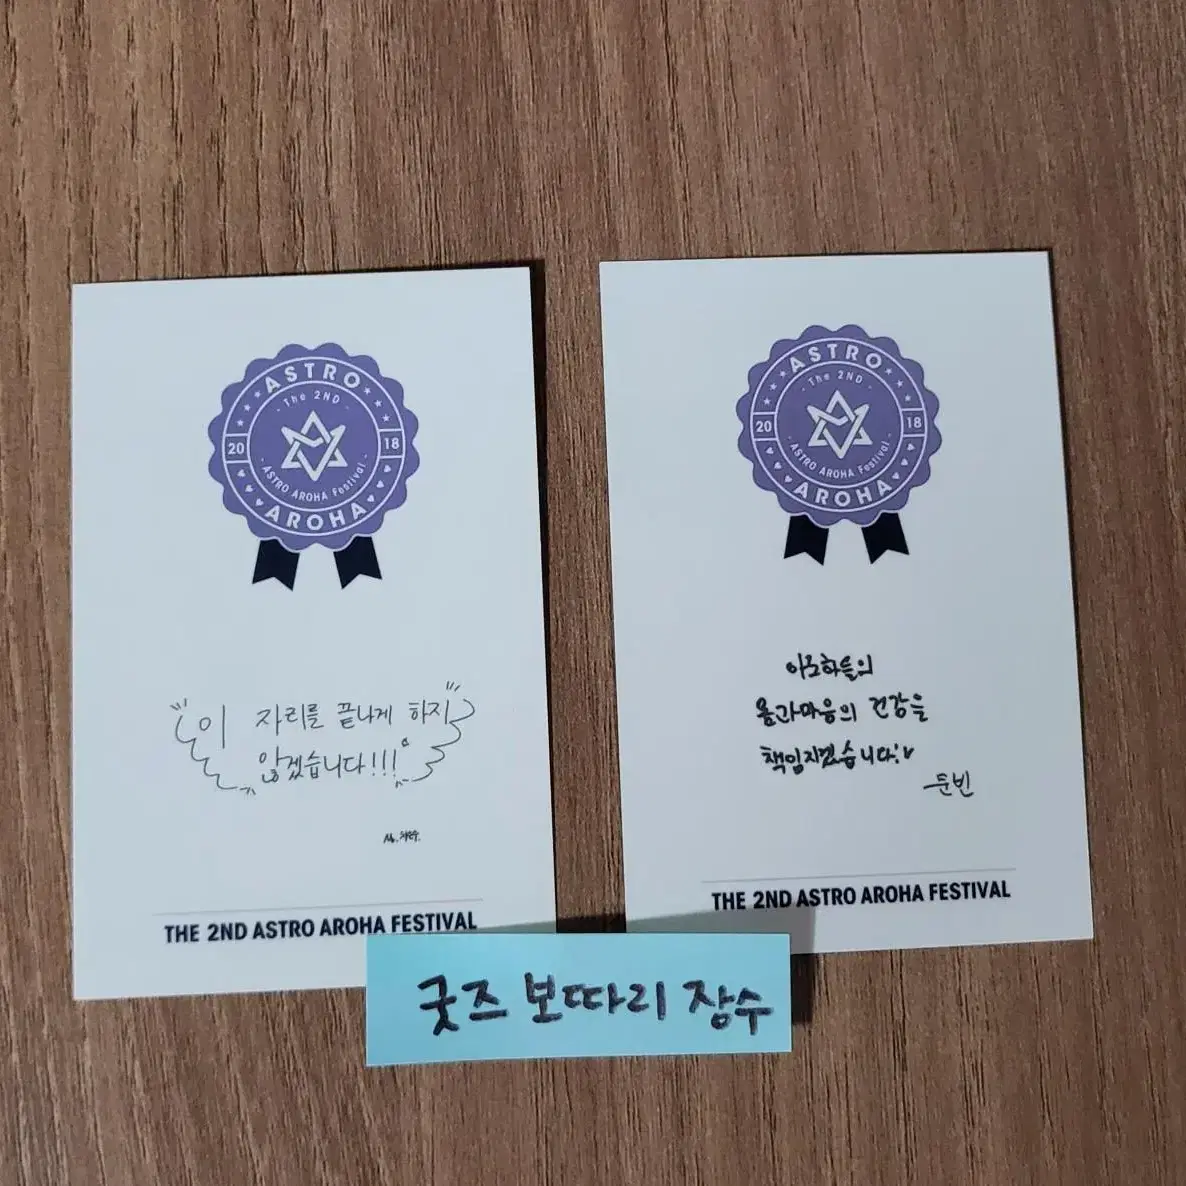 ASTRO
The 2ND
20 18
ASTRO AROHA Festival
AROHA
이 자리를 끝나게 하지
않겠습니다!!!
THE 2ND ASTRO AROHA FESTIVAL
ASTRO
The 2ND
20 18
ASTRO AROHA Festival
AROHA
아로하들의
몸과마음의 건강을
책임지겠습니다!♥
-문빈
THE 2ND ASTRO AROHA FESTIVAL
굿즈 보따리 장수